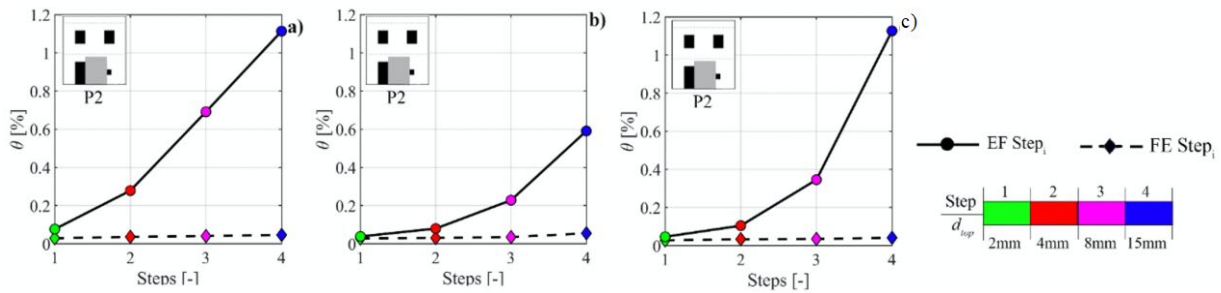 1.2
1
0.8
0.6
0.4
0.2
0
θ [%]
a)
P2
1 2 3 4
Steps [-]
1.2
1
0.8
0.6
0.4
0.2
0
θ [%]
b)
P2
1 2 3 4
Steps [-]
1.2
1
0.8
0.6
0.4
0.2
0
θ [%]
c)
P2
1 2 3 4
Steps [-]
EF Stepi
FE Stepi
Step 1 2 3 4
dtop 2mm 4mm 8mm 15mm